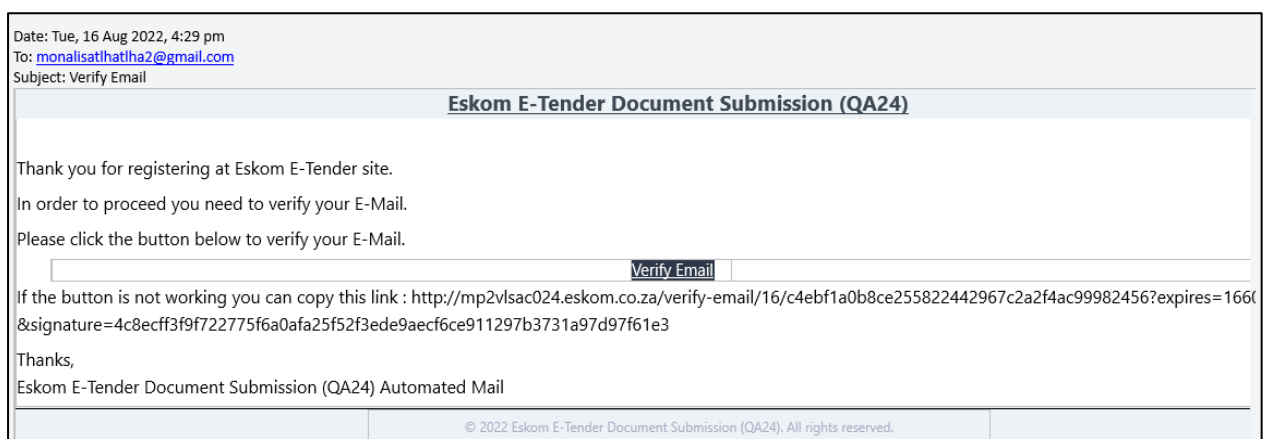 Date: Tue, 16 Aug 2022, 4:29 pm
To: monalisatlhatlha2@gmail.com
Subject: Verify Email
Eskom E-Tender Document Submission (QA24)
Thank you for registering at Eskom E-Tender site.
In order to proceed you need to verify your E-Mail.
Please click the button below to verify your E-Mail.
Verify Email
If the button is not working you can copy this link : http://mp2vlsac024.eskom.co.za/verify-email/16/c4ebf1a0b8ce255822442967c2a2f4ac99982456?expires=166
&signature=4c8ecff3f9f722775f6a0afa25f52f3ede9aecf6ce911297b3731a97d97f61e3
Thanks,
Eskom E-Tender Document Submission (QA24) Automated Mail
© 2022 Eskom E-Tender Document Submission (QA24). All rights reserved.